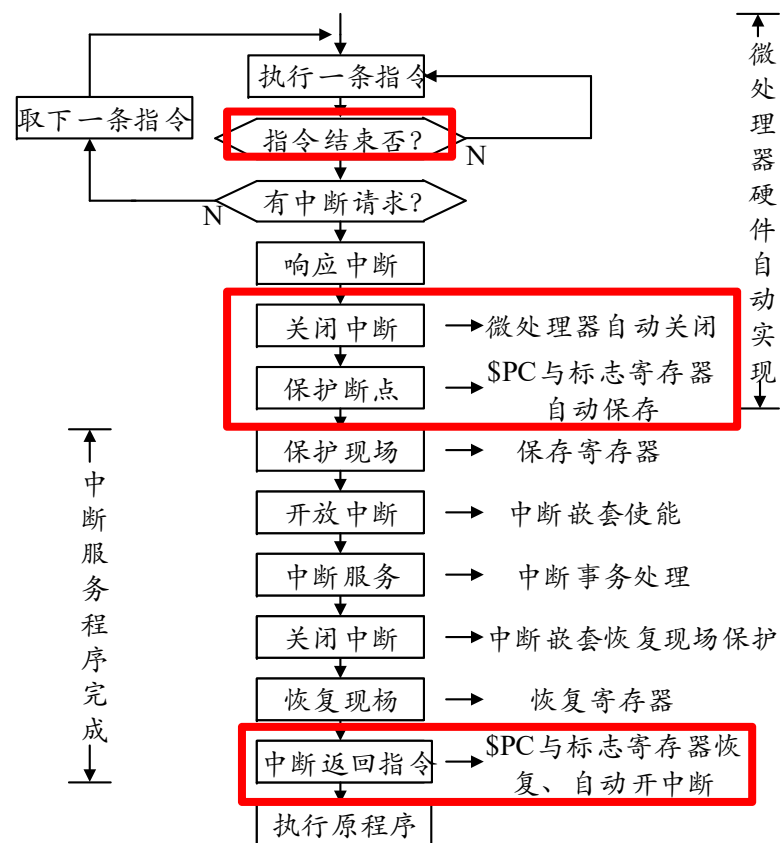 执行一条指令
取下一条指令
指令结束否?
N
有中断请求?
N
响应中断
关闭中断
微处理器自动关闭
保护断点
$PC与标志寄存器
自动保存
微处理器硬件自动实现
保护现场
保存寄存器
开放中断
中断嵌套使能
中断服务
中断事务处理
关闭中断
中断嵌套恢复现场保护
恢复现杨
恢复寄存器
中断返回指令
$PC与标志寄存器恢
复、自动开中断
中断服务程序完成
执行原程序